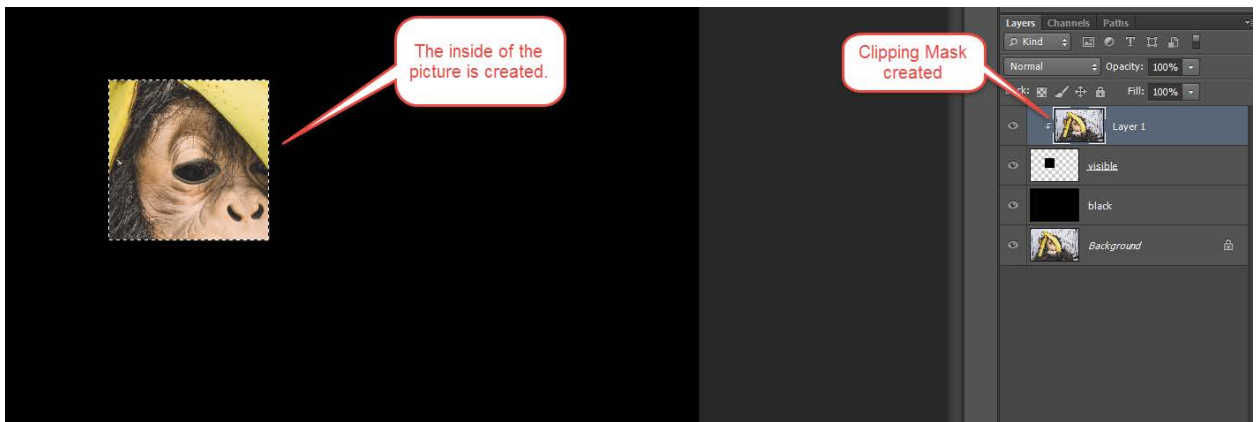 The inside of the
picture is created.
Clipping Mask
created
Layers Channels Paths
Kind
Normal Opacity: 100%
Fill: 100%
Layer 1
visible
black
Background